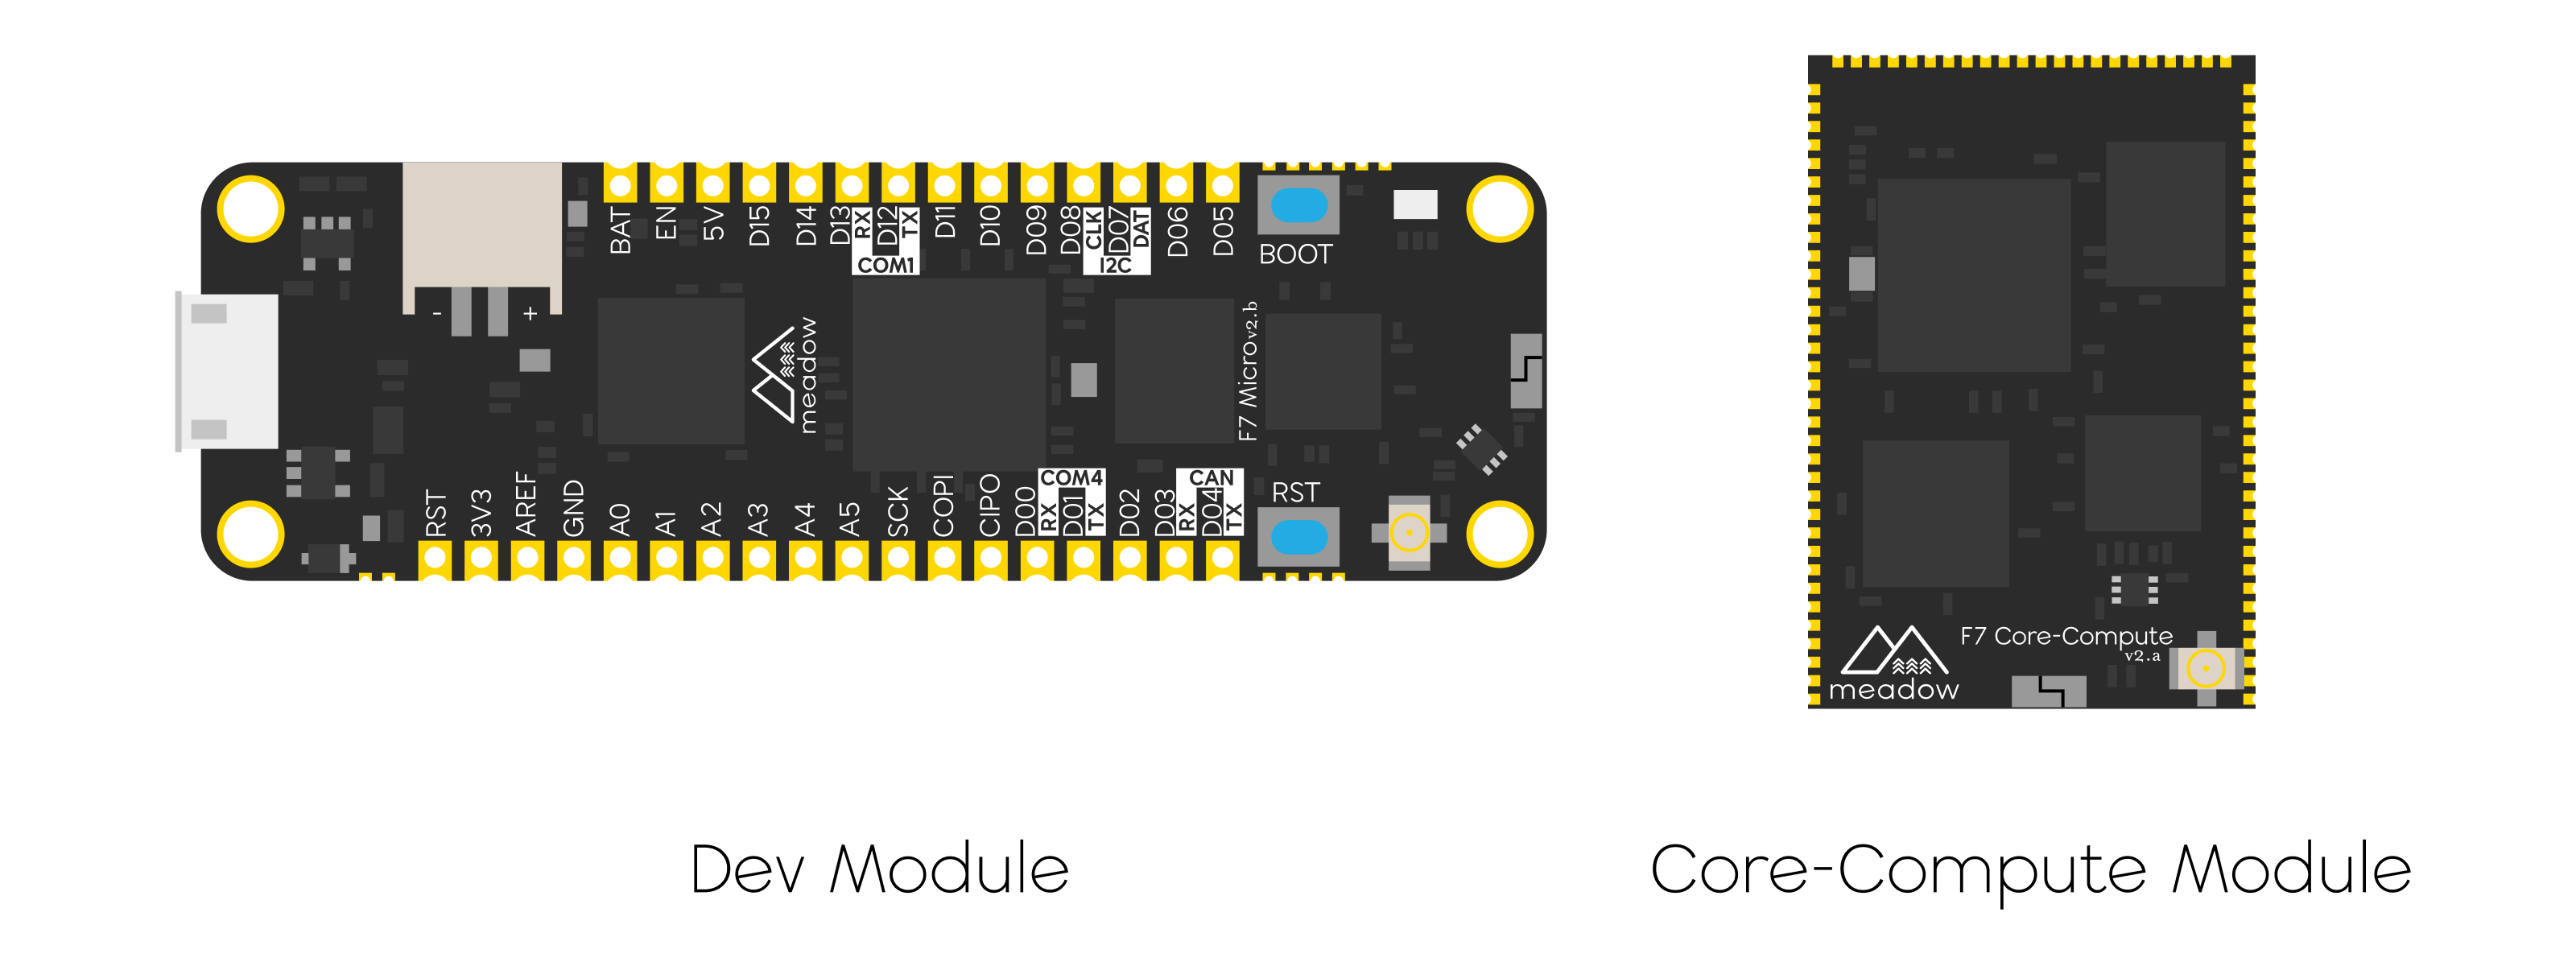 BAT
EN
5V
D15
D14
D13
RX
D12
TX
COM1
D11
D10
D09
D08
CLK
D07
DAT
I2C
D06
D05
BOOT
-
+
meadow
F7 Micro v2.b
RST
3V3
AREF
GND
A0
A1
A2
A3
A4
A5
SCK
COPI
CIPO
D00
RX
D01
TX
COM4
D02
D03
RX
D04
TX
CAN
RST
F7 Core-Compute
v2.a
meadow
Dev Module
Core-Compute Module